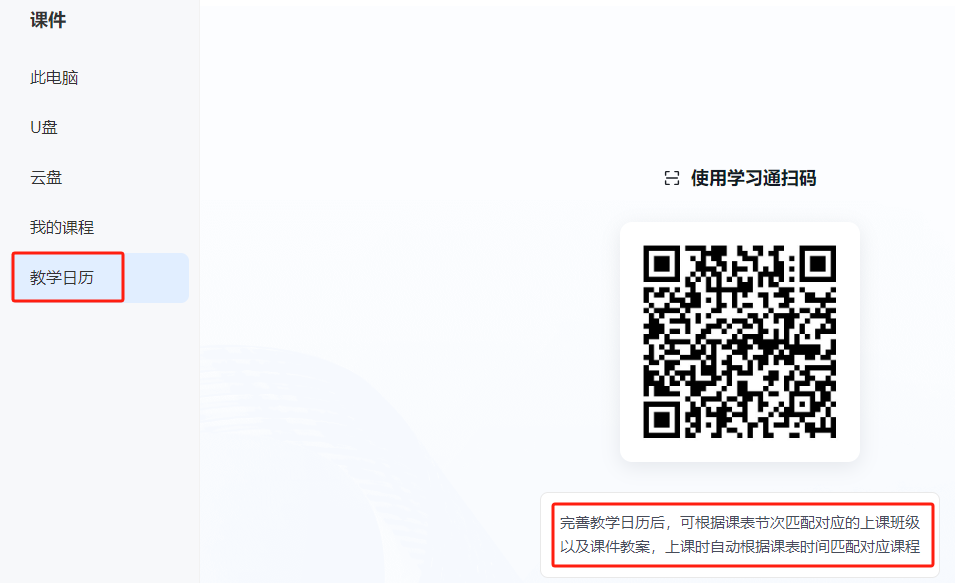 课件
此电脑
U盘
云盘
我的课程
教学日历
使用学习通扫码
完善教学日历后，可根据课表节次匹配对应的上课班级
以及课件教案，上课时自动根据课表时间匹配对应课程